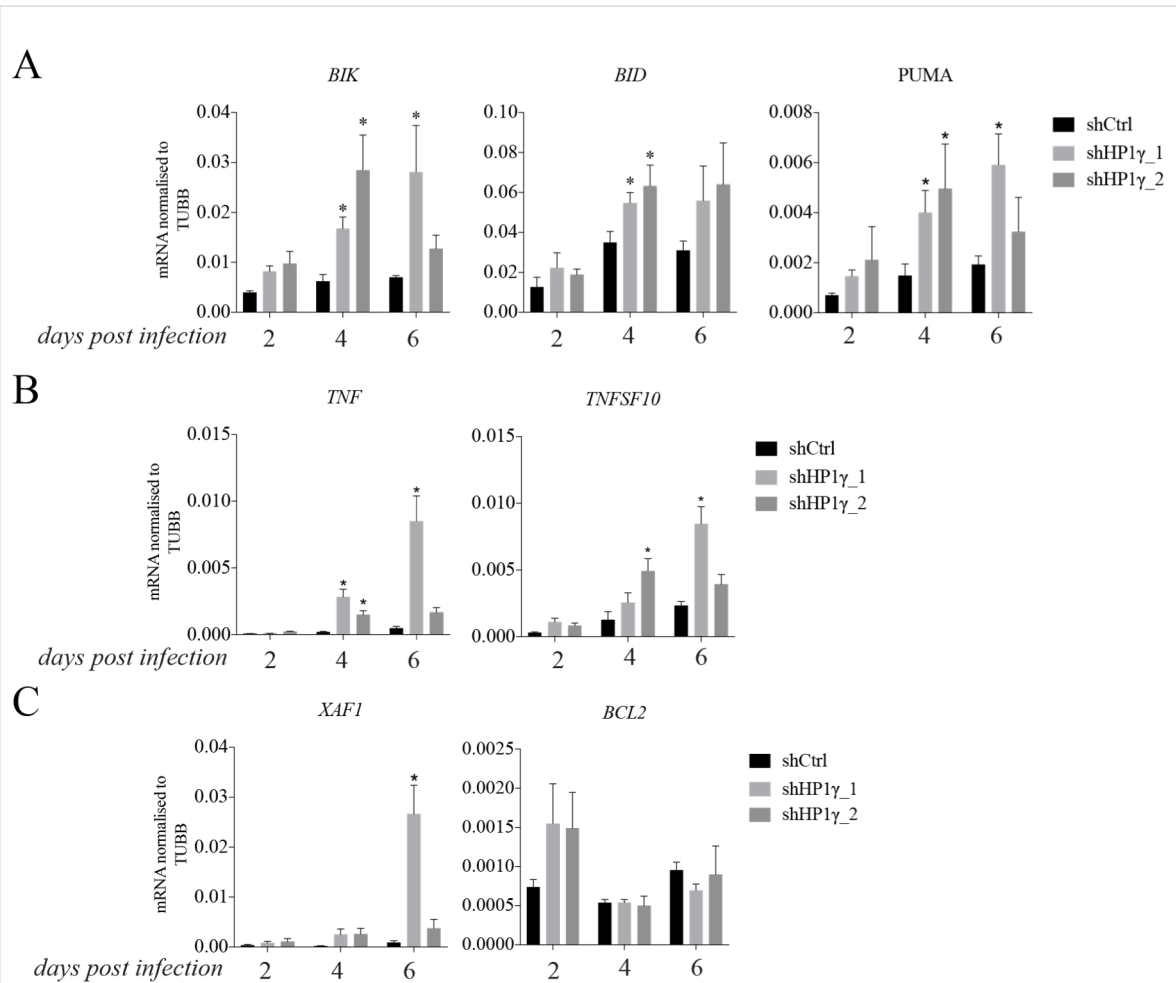 A
BIK
BID
PUMA
mRNA normalised to
TUBB
0.04
0.03
0.02
0.01
0.00
* * *
0.10
0.08
0.06
0.04
0.02
0.00
* *
0.008
0.006
0.004
0.002
0.000
* * *
shCtrl
shHP1γ_1
shHP1γ_2
days post infection 2 4 6
2 4 6
2 4 6
B
TNF
TNFSF10
mRNA normalised to
TUBB
0.015
0.010
0.005
0.000
* * *
0.015
0.010
0.005
0.000
* *
shCtrl
shHP1γ_1
shHP1γ_2
days post infection 2 4 6
2 4 6
C
XAF1
BCL2
mRNA normalised to
TUBB
0.04
0.03
0.02
0.01
0.00
*
0.0025
0.0020
0.0015
0.0010
0.0005
0.0000
shCtrl
shHP1γ_1
shHP1γ_2
days post infection 2 4 6
2 4 6